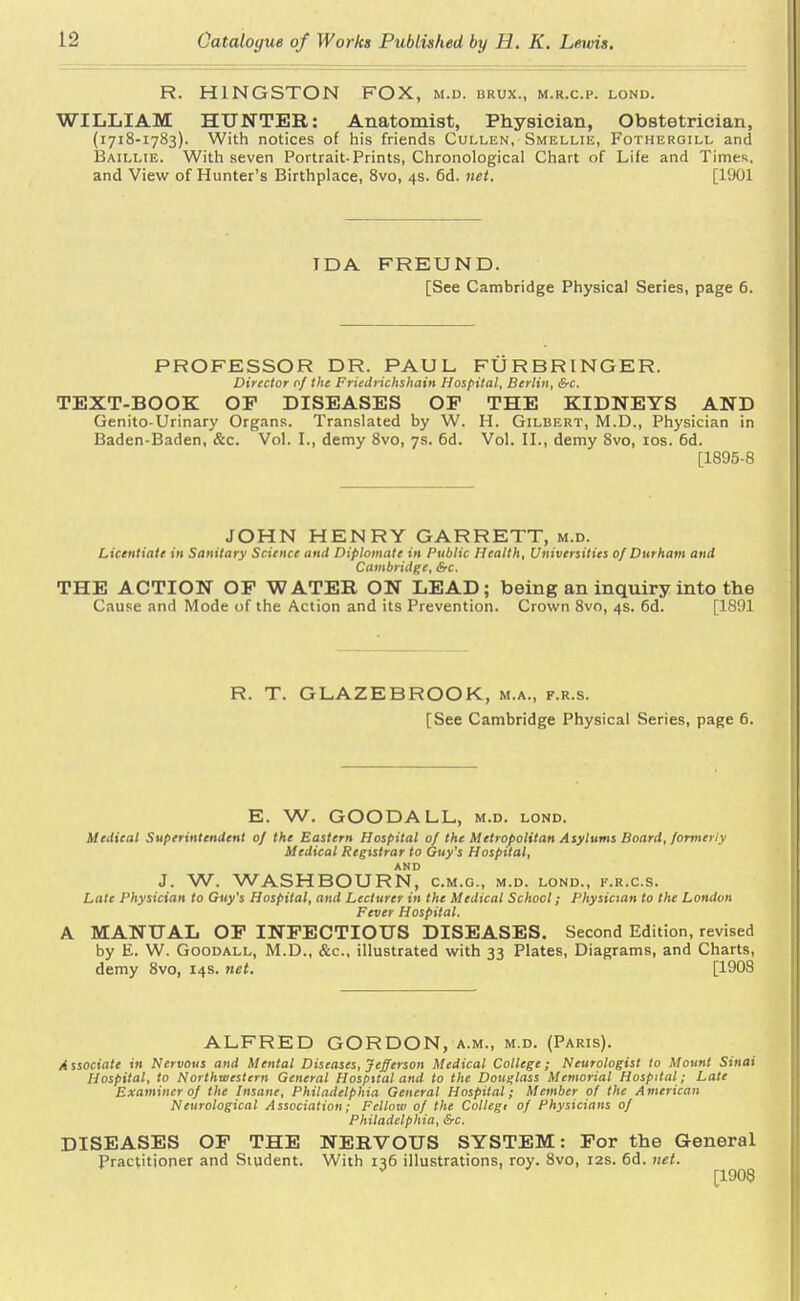 12 Catalogue of Works Published by H. K. Lewis.
R. HINGSTON FOX, M.D. BRUX., M.R.C.P. LOND.
WILLIAM HUNTER: Anatomist, Physician, Obstetrician,
(1718-1783). With notices of his friends CULLEN, SMELLIE, FOTHERGILL and
BAILLIE. With seven Portrait-Prints, Chronological Chart of Life and Times,
and View of Hunter's Birthplace, 8vo, 4s. 6d. net. [1901
IDA FREUND.
[See Cambridge Physical Series, page 6.
PROFESSOR DR. PAUL FÜRBRINGER.
Director of the Friedrichshain Hospital, Berlin, &c.
TEXT-BOOK OF DISEASES OF THE KIDNEYS AND
Genito-Urinary Organs. Translated by W. H. GILBERT, M.D., Physician in
Baden-Baden, &c. Vol. I., demy 8vo, 7s. 6d. Vol. II., demy 8vo, 10s. 6d.
[1895-8
JOHN HENRY GARRETT, M.D.
Licentiate in Sanitary Science and Diplomate in Public Health, Universities of Durham and
Cambridge, &c.
THE ACTION OF WATER ON LEAD; being an inquiry into the
Cause and Mode of the Action and its Prevention. Crown 8vo, 4s. 6d. [1891
R. T. GLAZEBROOK, M.A., F.R.S.
[See Cambridge Physical Series, page 6.
E. W. GOODALL, M.D. LOND.
Medical Superintendent of the Eastern Hospital of the Metropolitan Asylums Board, formerly
Medical Registrar to Guy's Hospital,
AND
J. W. WASHBOURN, C.M.G., M.D. LOND., F.R.C.S.
Late Physician to Guy's Hospital, and Lecturer in the Medical School; Physician to the London
Fever Hospital.
A MANUAL OF INFECTIOUS DISEASES. Second Edition, revised
by E. W. GOODALL, M.D., &c., illustrated with 33 Plates, Diagrams, and Charts,
demy 8vo, 14s. net. [1908
ALFRED GORDON, A.M., M.D. (PARIS).
Associate in Nervous and Mental Diseases, Jefferson Medical College; Neurologist to Mount Sinai
Hospital, to Northwestern General Hospital and to the Douglass Memorial Hospital; Late
Examiner of the Insane, Philadelphia General Hospital; Member of the American
Neurological Association; Fellow of the College of Physicians of
Philadelphia, &c.
DISEASES OF THE NERVOUS SYSTEM: For the General
Practitioner and Student. With 136 illustrations, roy. 8vo, 12s. 6d. net.
[1908